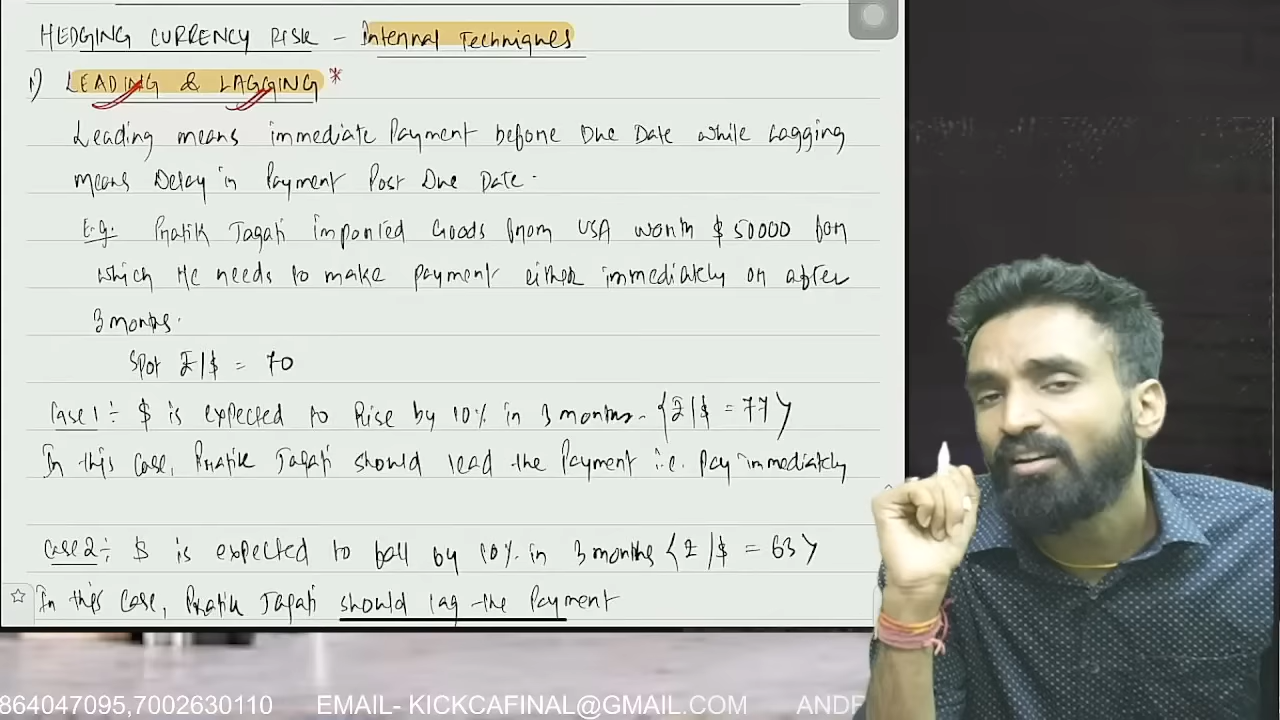 HEDGING CURRENCY RISK - Internal Techniques
1) LEADING & LAGGING *
Leading means immediate Payment before Due Date while Lagging
means Delay in Payment Post Due Date.
E.g. Pratik Jagati imported Goods from USA worth $ 50000 for
which He needs to make payment either immediately or after
3 months.
Spot ₹/$ = 70
Case 1 :- $ is expected to Rise by 10% in 3 months - {₹/$ = 77}
In this case, Pratik Jagati should lead the Payment i.e. Pay immediately
Case 2 :- $ is expected to fall by 10% in 3 months {₹/$ = 63}
In this case, Pratik Jagati should lag the Payment
864047095,7002630110 EMAIL- KICKCAFINAL@GMAIL.COM ANDR